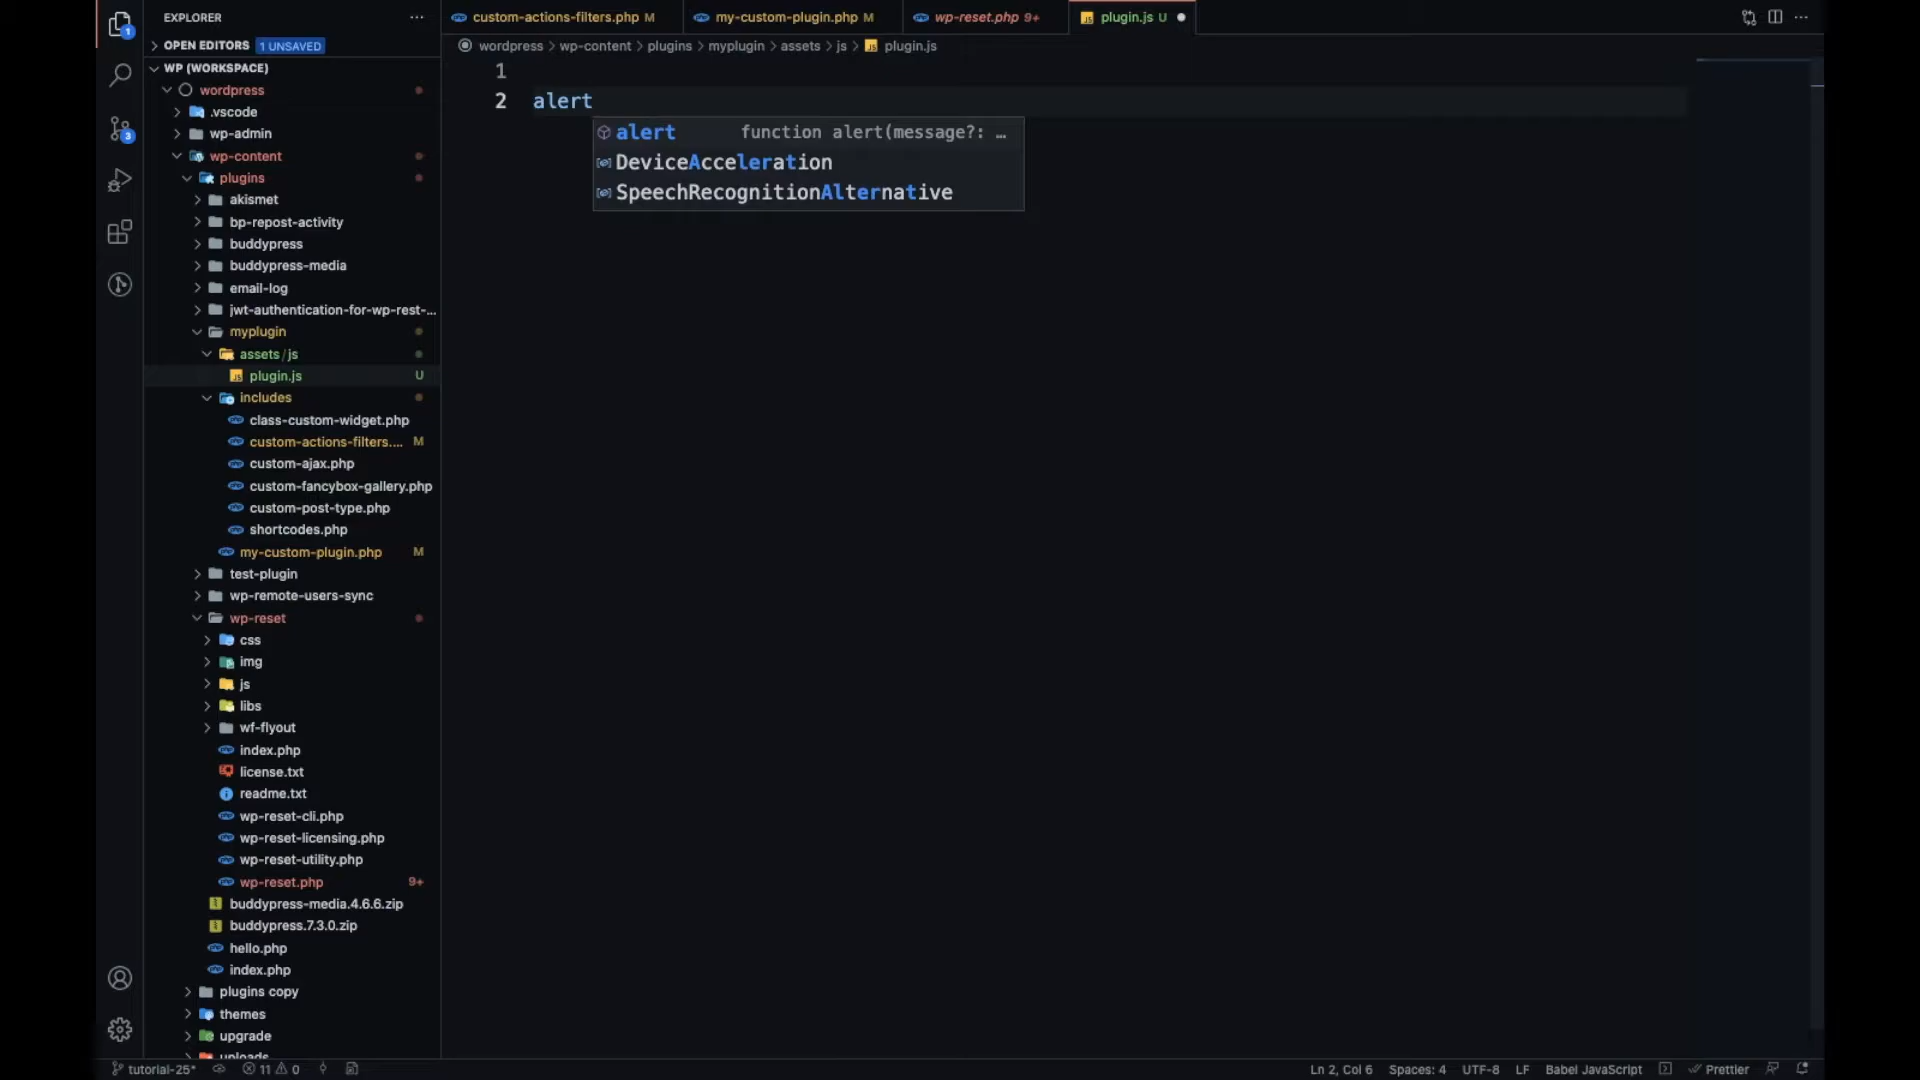 EXPLORER
OPEN EDITORS 1 UNSAVED
WP (WORKSPACE)
wordpress
.vscode
wp-admin
wp-content
plugins
akismet
bp-repost-activity
buddypress
buddypress-media
email-log
jwt-authentication-for-wp-rest-...
myplugin
assets/js
plugin.js U
includes
class-custom-widget.php
custom-actions-filters.... M
custom-ajax.php
custom-fancybox-gallery.php
custom-post-type.php
shortcodes.php
my-custom-plugin.php M
test-plugin
wp-remote-users-sync
wp-reset
css
img
js
libs
wf-flyout
index.php
license.txt
readme.txt
wp-reset-cli.php
wp-reset-licensing.php
wp-reset-utility.php
wp-reset.php 9+
buddypress-media.4.6.6.zip
buddypress.7.3.0.zip
hello.php
index.php
plugins copy
themes
upgrade
uploads
1
3
custom-actions-filters.php M my-custom-plugin.php M wp-reset.php 9+ plugin.js U
wordpress > wp-content > plugins > myplugin > assets > js > plugin.js
1
2 alert
alert function alert(message?: …
DeviceAcceleration
SpeechRecognitionAlternative
tutorial-25* 11 0 Ln 2, Col 6 Spaces: 4 UTF-8 LF Babel JavaScript Prettier